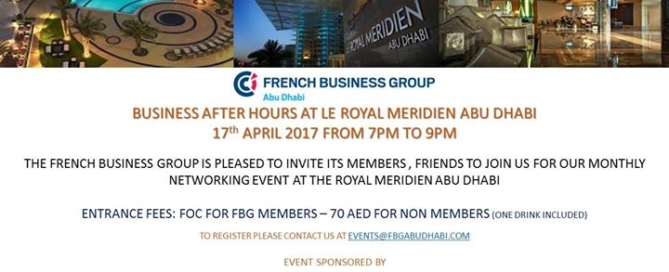 LE ROYAL MERIDIEN
ABU DHABI
FRENCH BUSINESS GROUP
Abu Dhabi
BUSINESS AFTER HOURS AT LE ROYAL MERIDIEN ABU DHABI
17th APRIL 2017 FROM 7PM TO 9PM
THE FRENCH BUSINESS GROUP IS PLEASED TO INVITE ITS MEMBERS , FRIENDS TO JOIN US FOR OUR MONTHLY
NETWORKING EVENT AT THE ROYAL MERIDIEN ABU DHABI
ENTRANCE FEES: FOC FOR FBG MEMBERS – 70 AED FOR NON MEMBERS (ONE DRINK INCLUDED)
TO REGISTER PLEASE CONTACT US AT EVENTS@FBGABUDHABI.COM
EVENT SPONSORED BY